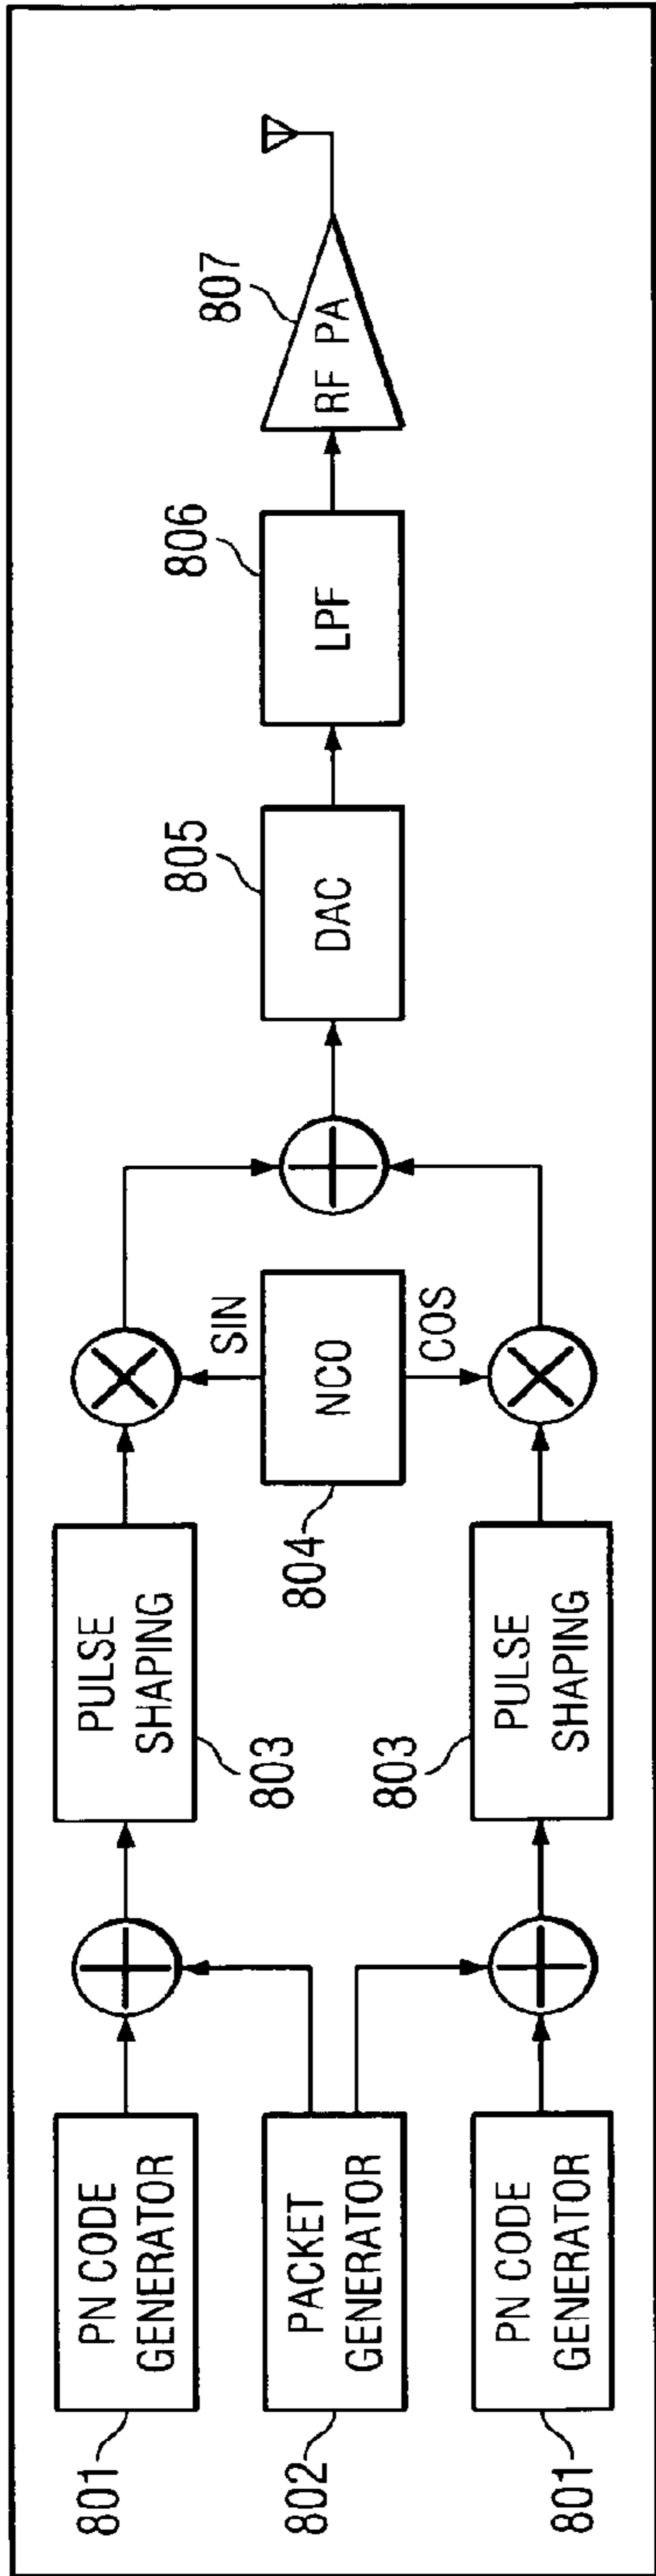 801
PN CODE
GENERATOR
802
PACKET
GENERATOR
801
PN CODE
GENERATOR
PULSE
SHAPING
803
PULSE
SHAPING
803
SIN
NCO
804
COS
DAC
805
LPF
806
RF PA
807